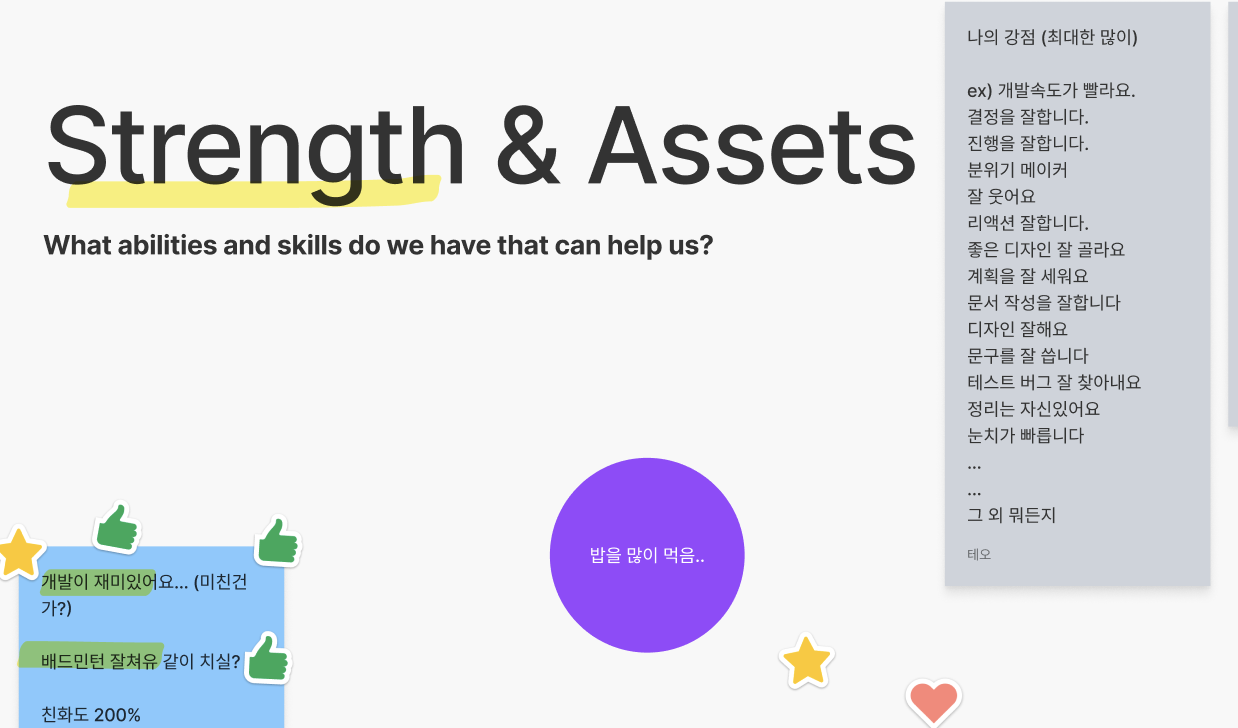 Strength & Assets
What abilities and skills do we have that can help us?
나의 강점 (최대한 많이)
ex) 개발속도가 빨라요.
결정을 잘합니다.
진행을 잘합니다.
분위기 메이커
잘 웃어요
리액션 잘합니다.
좋은 디자인 잘 골라요
계획을 잘 세워요
문서 작성을 잘합니다
디자인 잘해요
문구를 잘 씁니다
테스트 버그 잘 찾아내요
정리는 자신있어요
눈치가 빠릅니다
...
...
그 외 뭐든지
테오
밥을 많이 먹음..
개발이 재미있어요... (미친건
가?)
배드민턴 잘쳐유 같이 치실?
친화도 200%